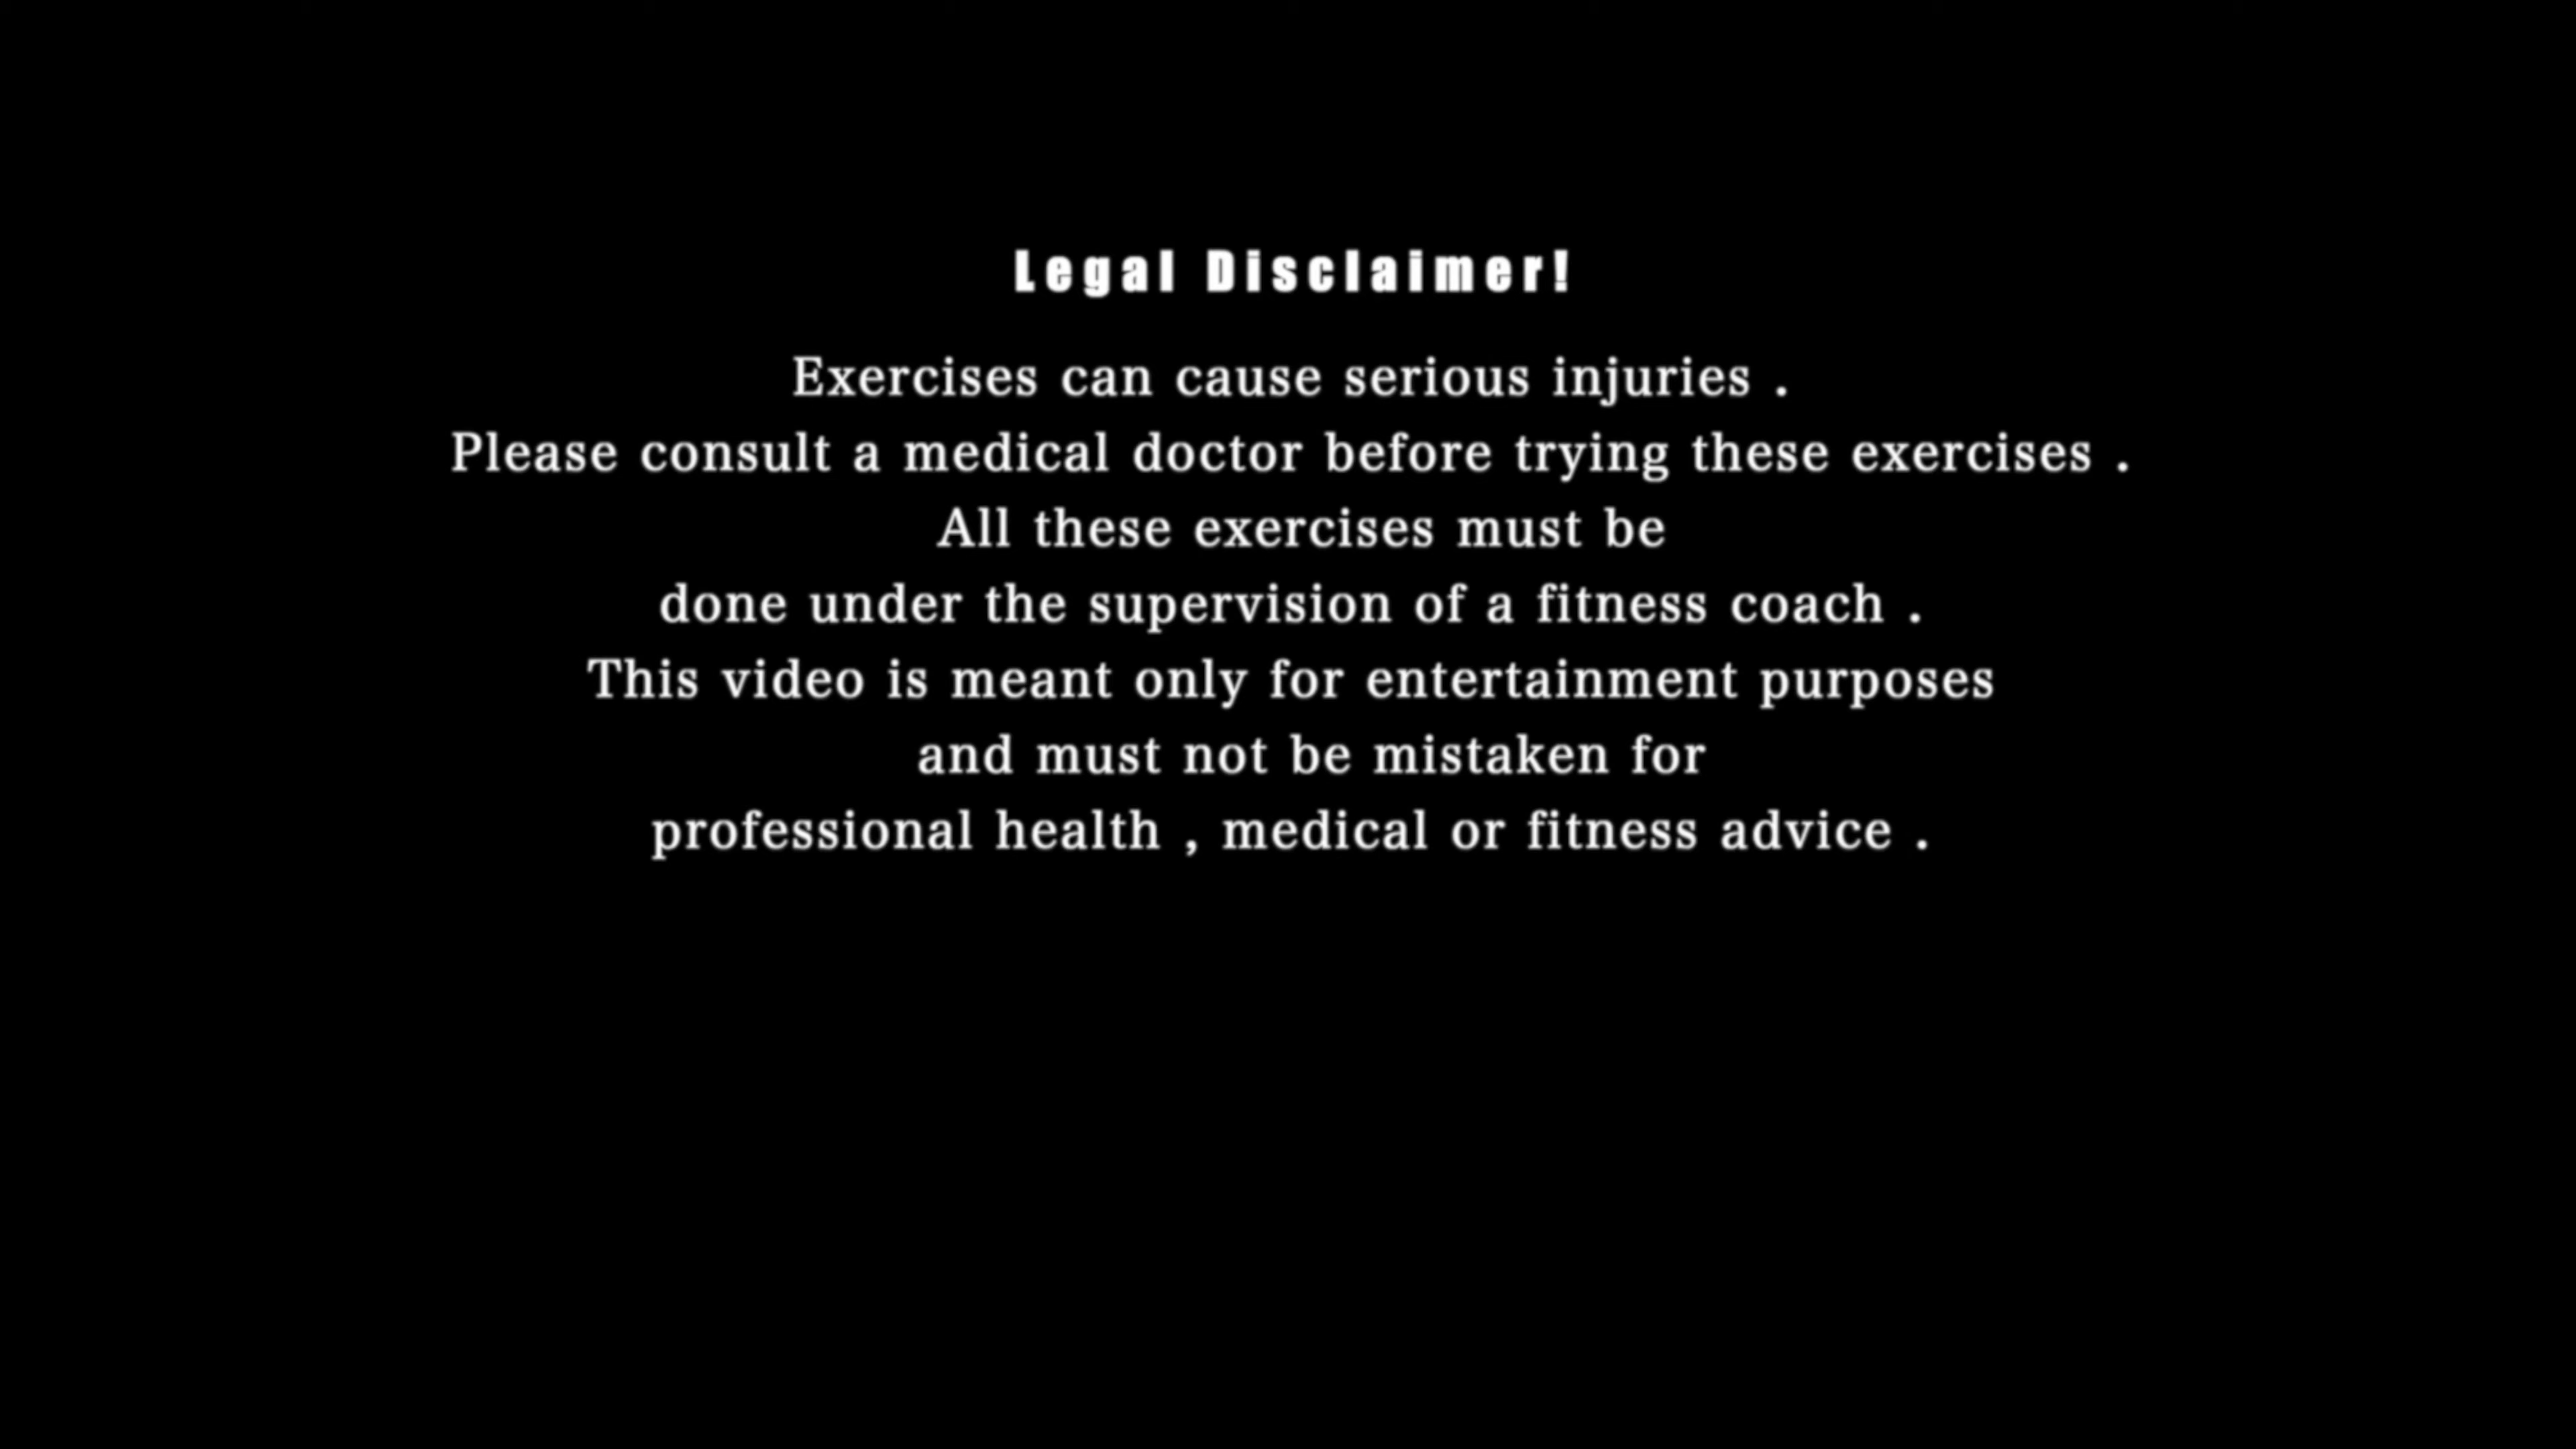 Legal Disclaimer!
Exercises can cause serious injuries .
Please consult a medical doctor before trying these exercises .
All these exercises must be
done under the supervision of a fitness coach .
This video is meant only for entertainment purposes
and must not be mistaken for
professional health , medical or fitness advice .